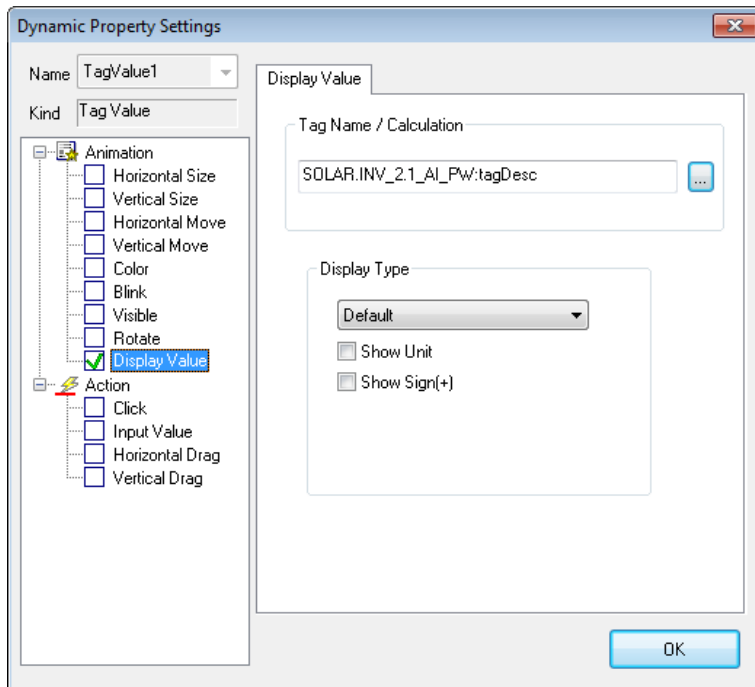 Dynamic Property Settings
Name TagValue1
Kind Tag Value
Animation
Horizontal Size
Vertical Size
Horizontal Move
Vertical Move
Color
Blink
Visible
Rotate
Display Value
Action
Click
Input Value
Horizontal Drag
Vertical Drag
Display Value
Tag Name / Calculation
SOLAR.INV_2.1_AI_PW:tagDesc
...
Display Type
Default
Show Unit
Show Sign(+)
OK